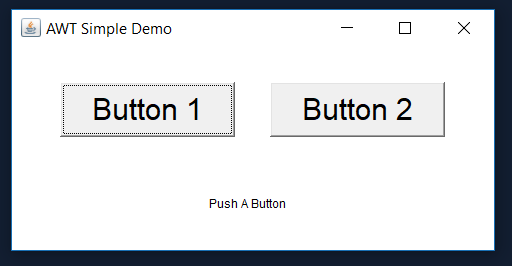 AWT Simple Demo
Button 1 Button 2
Push A Button